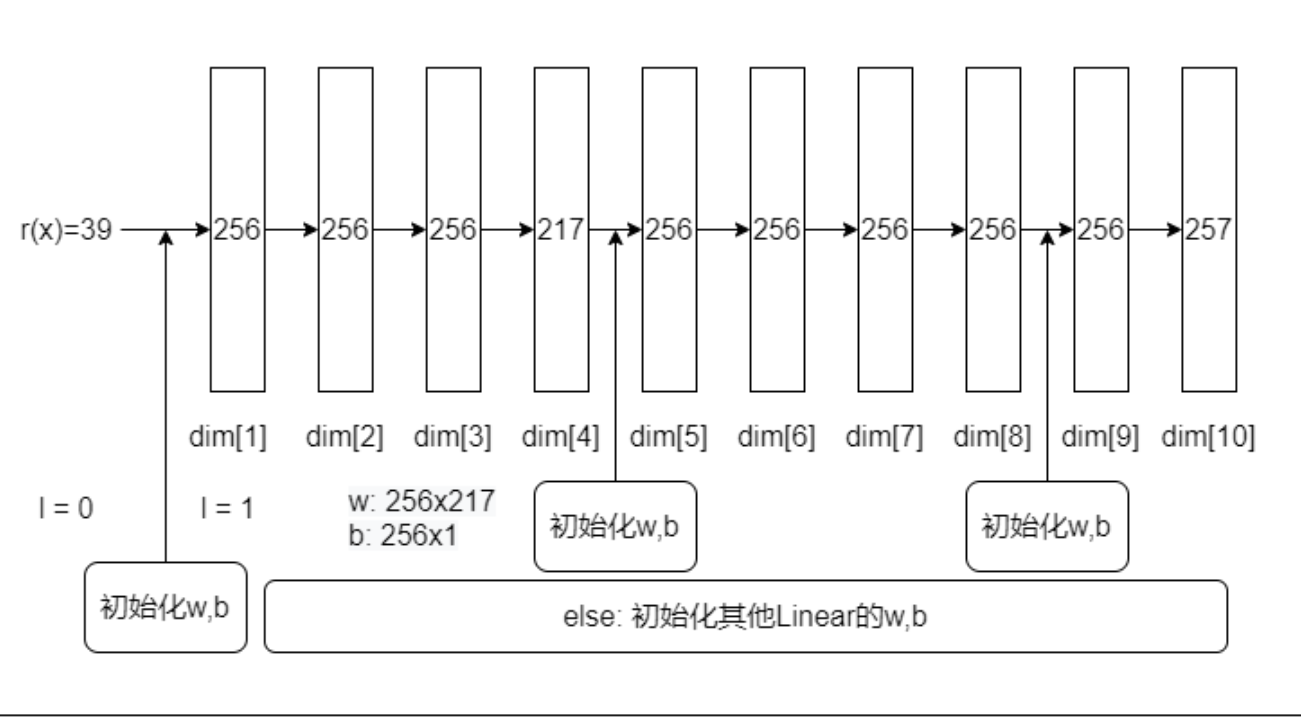 r(x)=39
256
256
256
217
256
256
256
256
256
257
dim[1]
dim[2]
dim[3]
dim[4]
dim[5]
dim[6]
dim[7]
dim[8]
dim[9]
dim[10]
l = 0
l = 1
w: 256x217
b: 256x1
初始化w,b
初始化w,b
初始化w,b
else: 初始化其他Linear的w,b